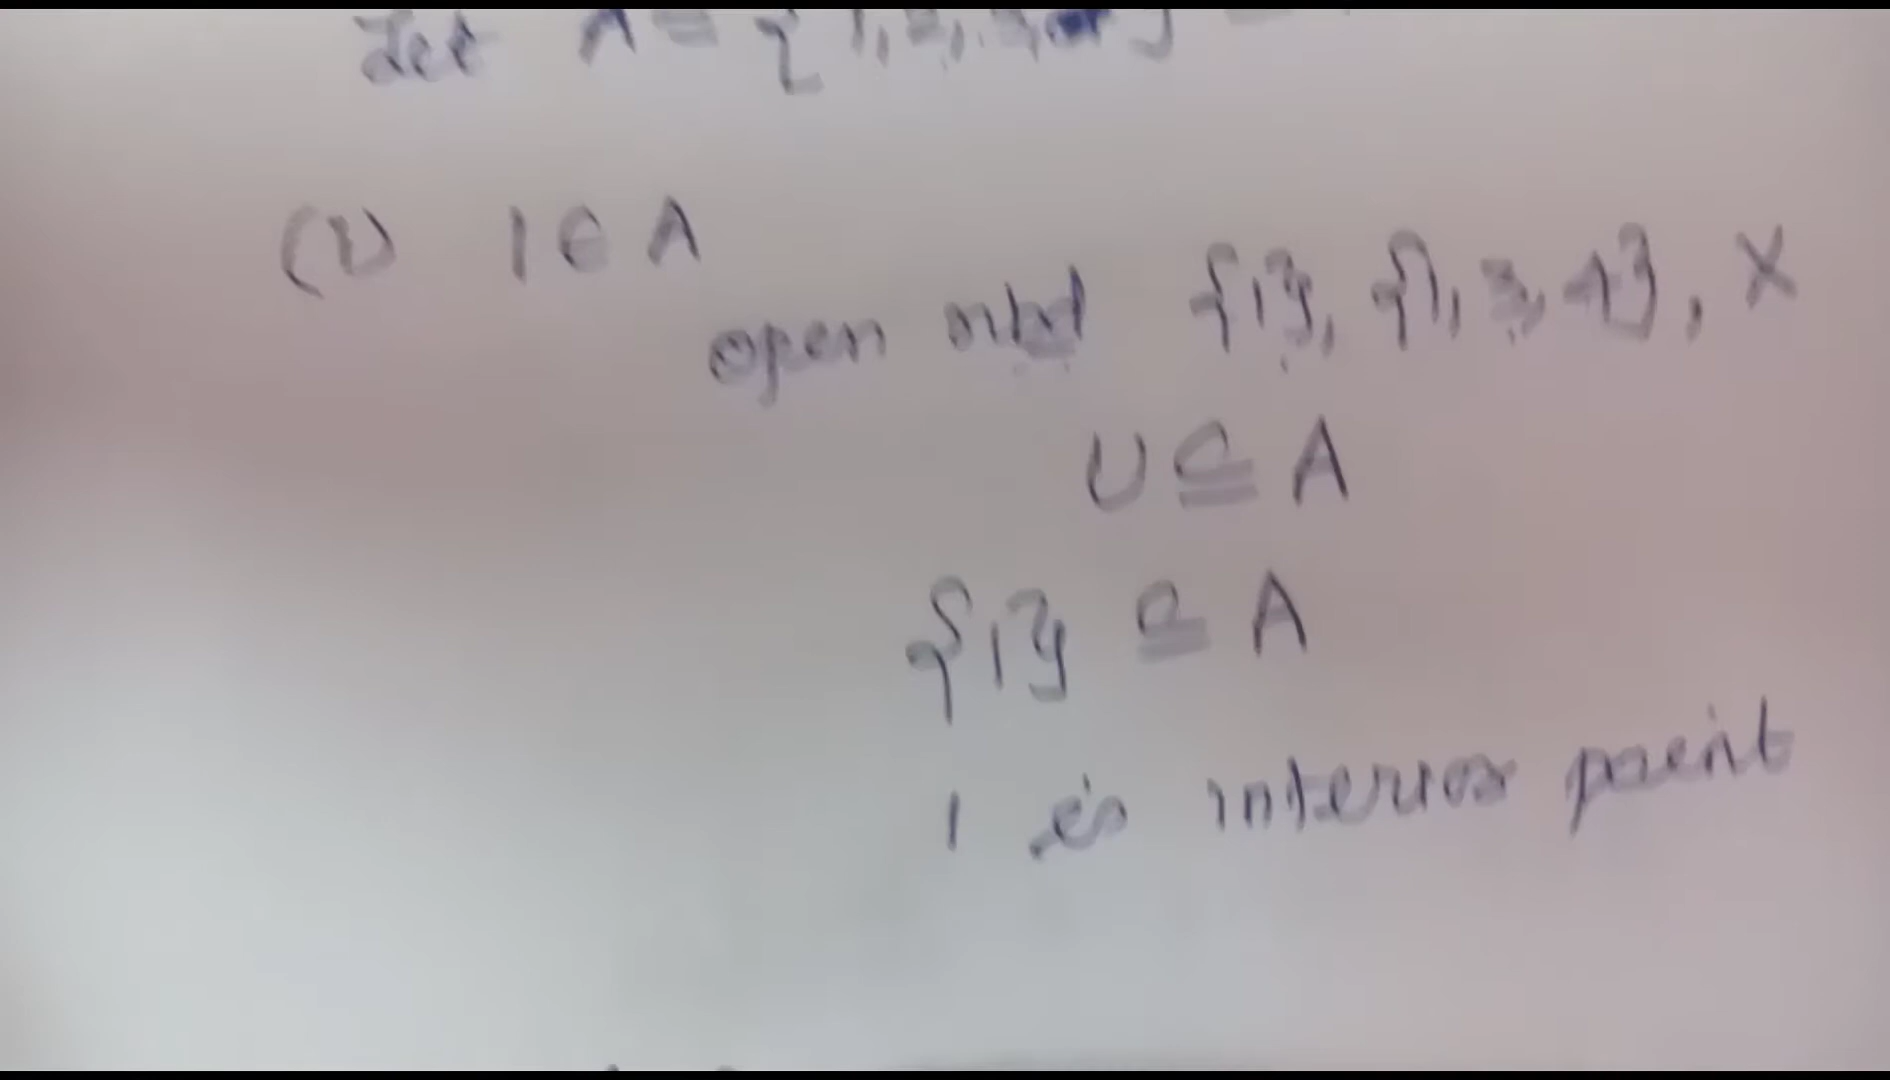 Let A = { 1, 2, 3,
(1) 1 ∈ A
open nbd {1}, {1, 3, 4}, X
U ⊆ A
{1} ⊆ A
1 is interior point